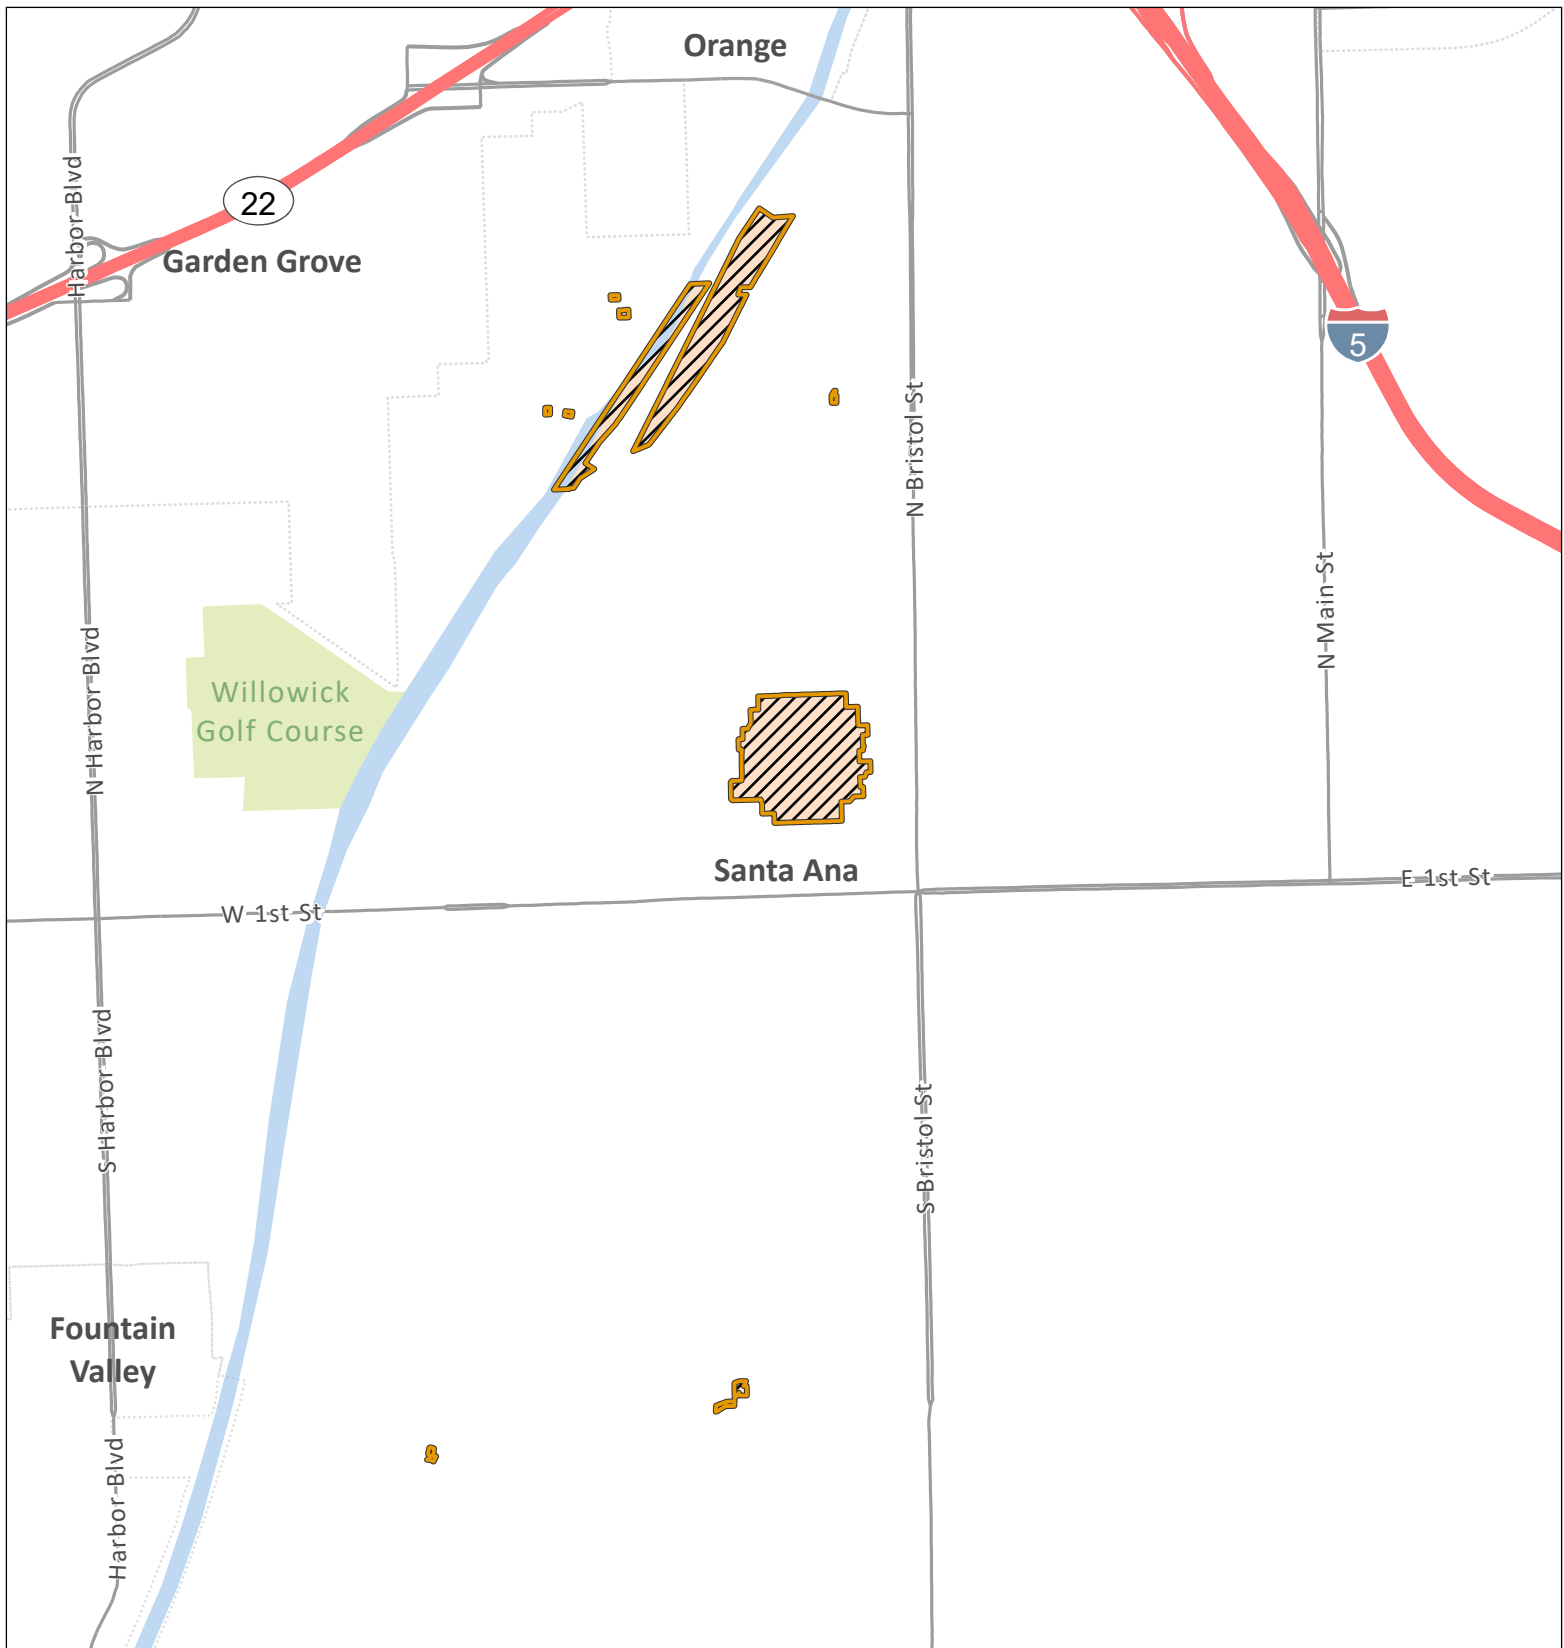 Orange
Harbor Blvd
22
Garden Grove
5
N Bristol St
N Main St
N Harbor Blvd
Willowick
Golf Course
Santa Ana
E 1st St
W 1st St
S Harbor Blvd
S Bristol St
Fountain
Valley
Harbor Blvd